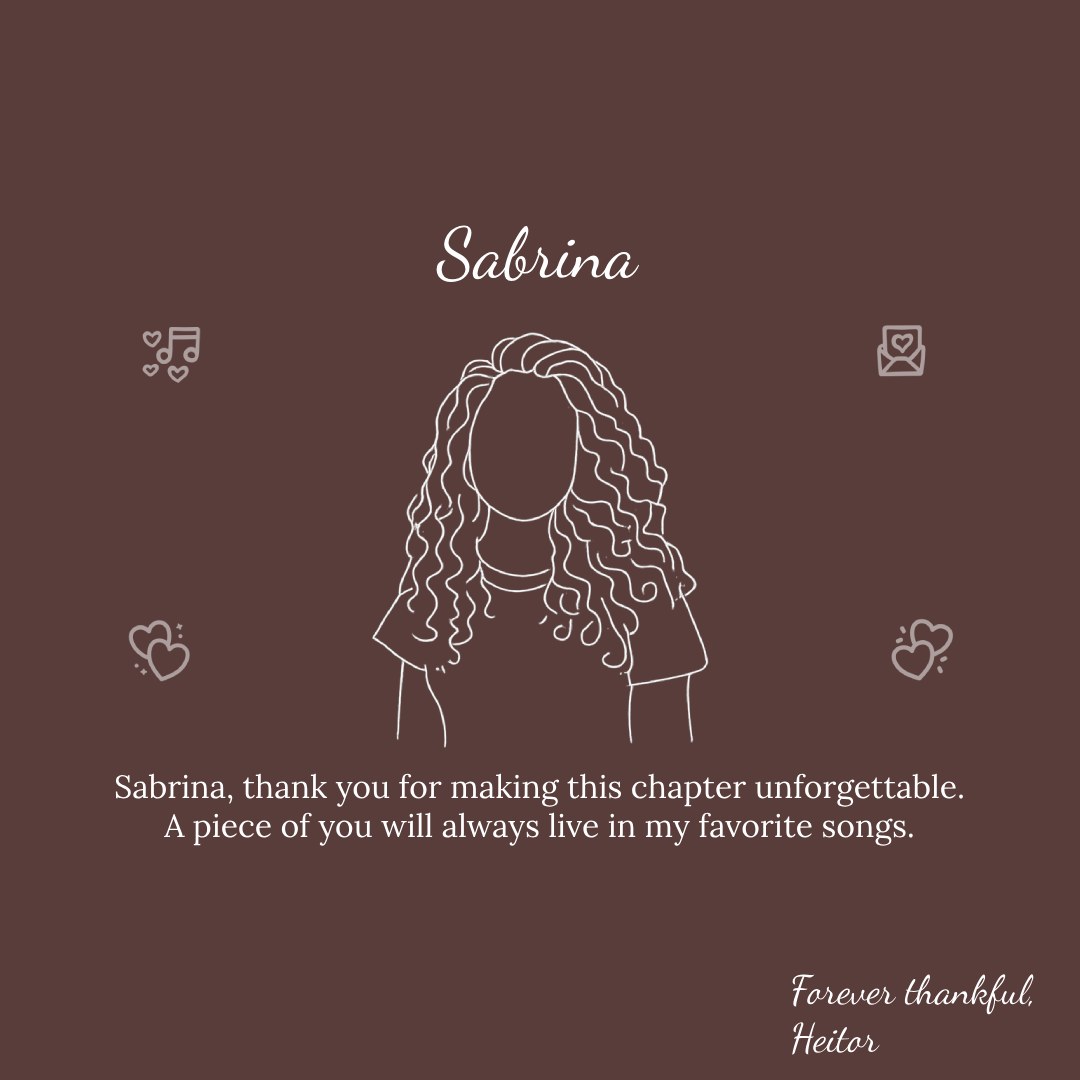 Sabrina
Sabrina, thank you for making this chapter unforgettable.
A piece of you will always live in my favorite songs.
Forever thankful,
Heitor